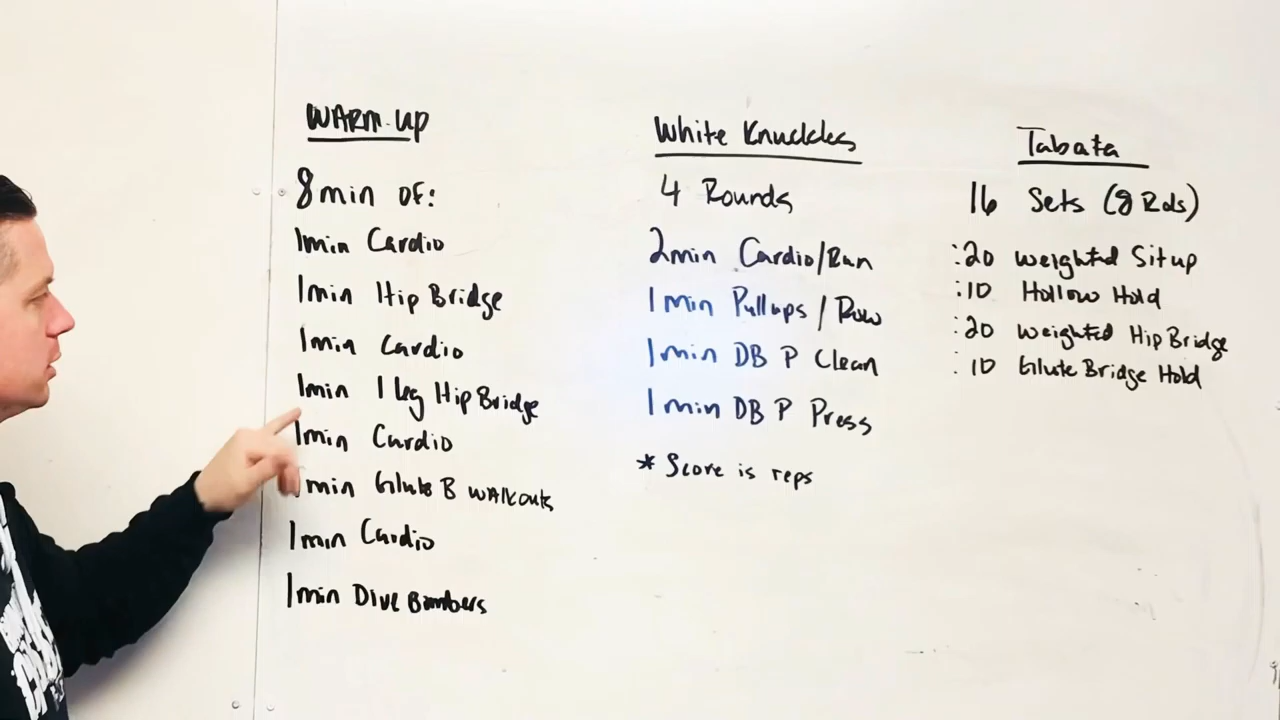 WARM-UP
8min OF:
1min Cardio
1min Hip Bridge
1min Cardio
1min 1 leg Hip Bridge
1min Cardio
1min Glute B WAlkouts
1min Cardio
1min Dive Bombers
White Knuckles
4 Rounds
2min Cardio/Run
1min Pullups / Row
1min DB P Clean
1min DB P Press
* Score is reps
Tabata
16 Sets (8 Rds)
:20 Weighted Situp
:10 Hollow Hold
:20 Weighted Hip Bridge
:10 Glute Bridge Hold